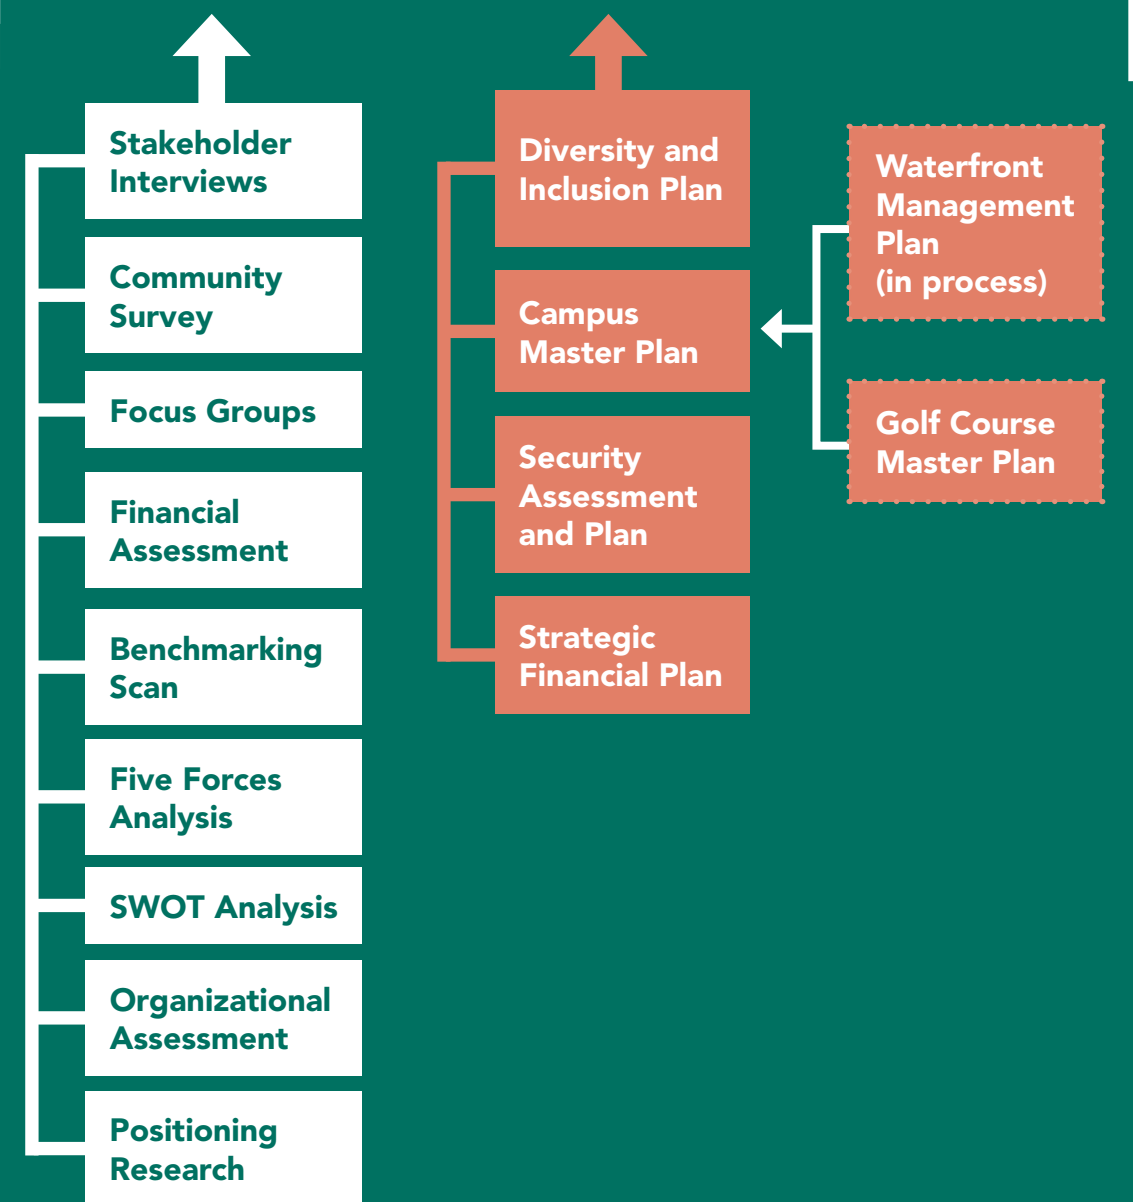 Stakeholder
Interviews
Community
Survey
Focus Groups
Financial
Assessment
Benchmarking
Scan
Five Forces
Analysis
SWOT Analysis
Organizational
Assessment
Positioning
Research
Diversity and
Inclusion Plan
Campus
Master Plan
Security
Assessment
and Plan
Strategic
Financial Plan
Waterfront
Management
Plan
(in process)
Golf Course
Master Plan